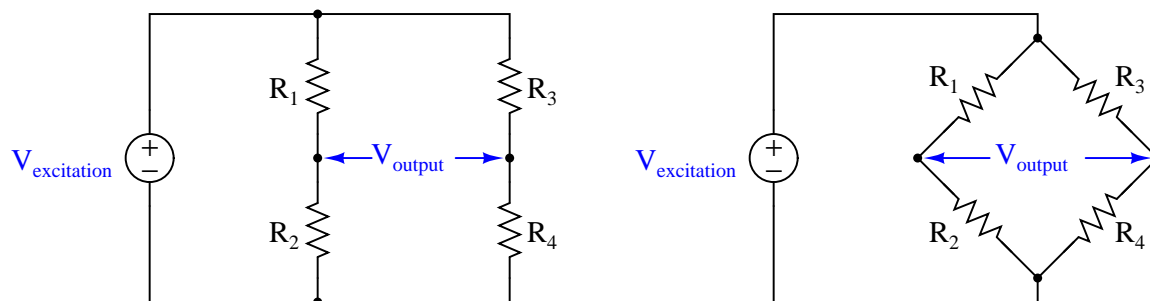 R1 R3
Vexcitation + − Voutput
R2 R4
R1 R3
Vexcitation + − Voutput
R2 R4